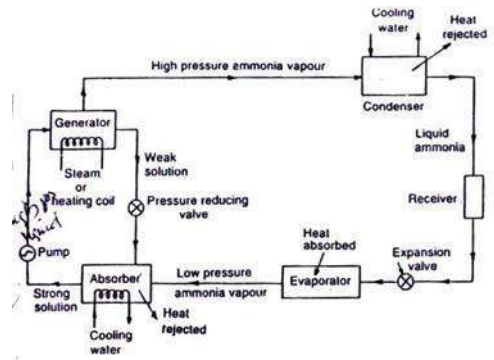 Cooling
water
Heat
rejected
High pressure ammonia vapour
Condenser
Generator
Liquid
ammonia
Steam
or
heating coil
Weak
solution
Pressure reducing
valve
Receiver
Heat
absorbed
Pump
Expansion
valve
Absorber
Low pressure
ammonia vapour
Evaporator
Strong
solution
Heat
rejected
Cooling
water